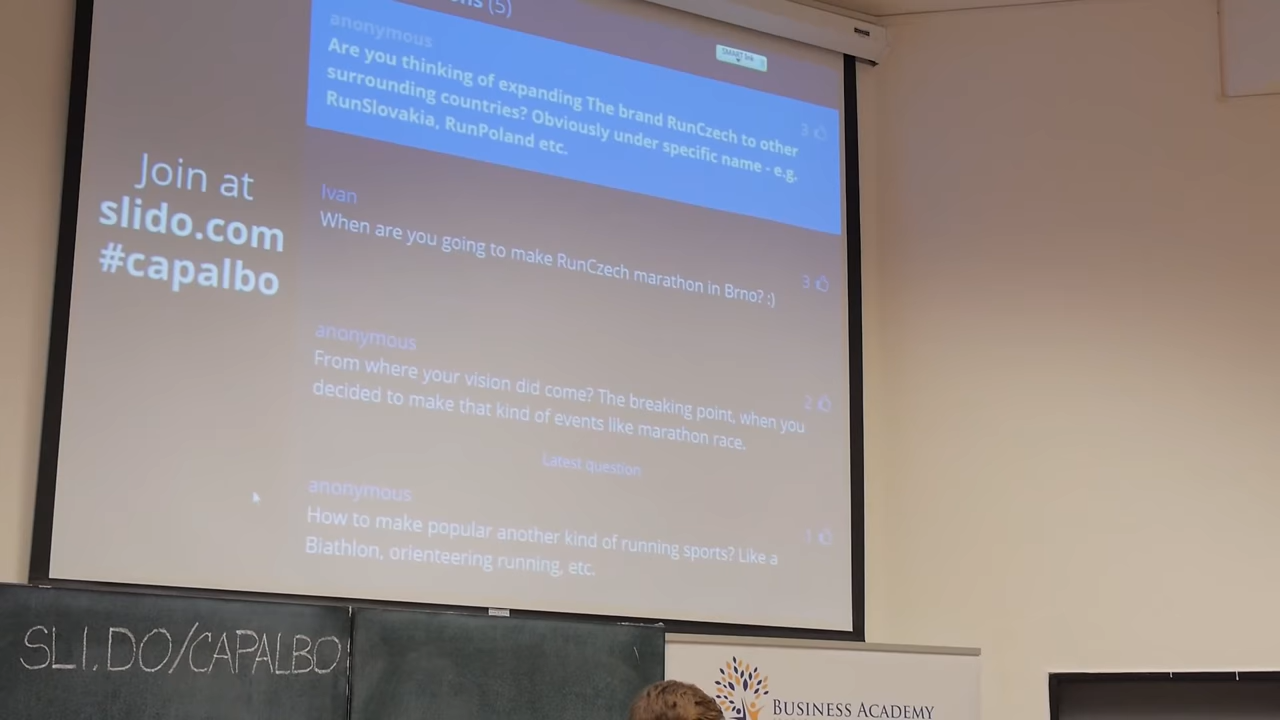 (5)
SMART Ink
anonymous
Are you thinking of expanding The brand RunCzech to other
surrounding countries? Obviously under specific name - e.g.
RunSlovakia, RunPoland etc.
3
Join at
slido.com
#capalbo
Ivan
When are you going to make RunCzech marathon in Brno? :)
3
anonymous
From where your vision did come? The breaking point, when you
decided to make that kind of events like marathon race.
2
Latest question
anonymous
How to make popular another kind of running sports? Like a
Biathlon, orienteering running, etc.
1
SLI.DO/CAPALBO
BUSINESS ACADEMY